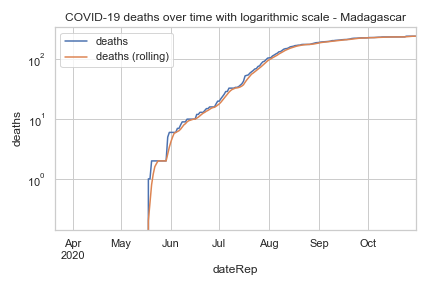 COVID-19 deaths over time with logarithmic scale - Madagascar
deaths
deaths (rolling)
10²
10¹
10⁰
deaths
Apr May Jun Jul Aug Sep Oct
2020
dateRep